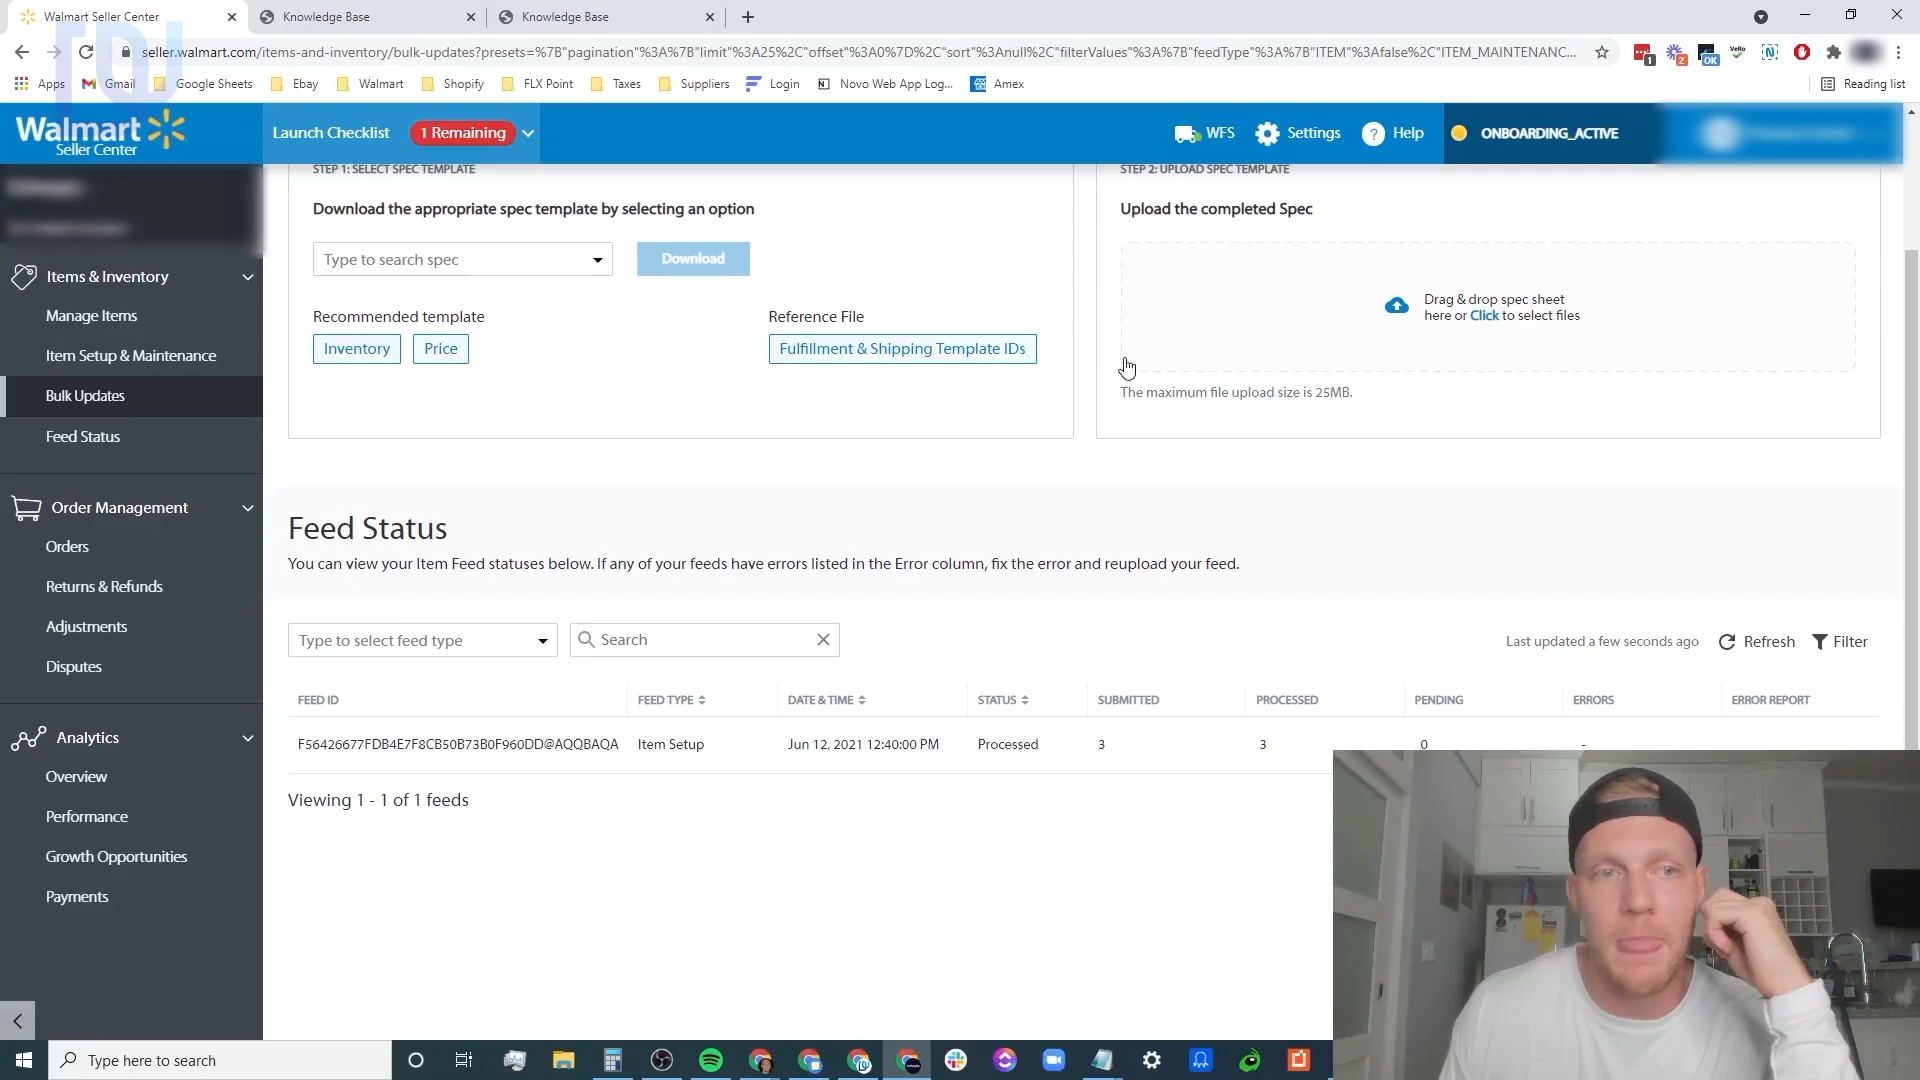 Walmart Seller Center
Knowledge Base
Knowledge Base
seller.walmart.com/items-and-inventory/bulk-updates?presets=%7B"pagination"%3A%7B"limit"%3A25%2C"offset"%3A0%7D%2C"sort"%3Anull%2C"filterValues"%3A%7B"feedType"%3A%7B"ITEM"%3Afalse%2C"ITEM_MAINTENANC...
Apps Gmail Google Sheets Ebay Walmart Shopify FLX Point Taxes Suppliers Login Novo Web App Log... Amex Reading list
Walmart
Seller Center
Launch Checklist 1 Remaining
WFS Settings Help ONBOARDING_ACTIVE
Items & Inventory
Manage Items
Item Setup & Maintenance
Bulk Updates
Feed Status
Order Management
Orders
Returns & Refunds
Adjustments
Disputes
Analytics
Overview
Performance
Growth Opportunities
Payments
STEP 1: SELECT SPEC TEMPLATE
Download the appropriate spec template by selecting an option
Type to search spec Download
Recommended template Reference File
Inventory Price Fulfillment & Shipping Template IDs
STEP 2: UPLOAD SPEC TEMPLATE
Upload the completed Spec
Drag & drop spec sheet
here or Click to select files
The maximum file upload size is 25MB.
Feed Status
You can view your Item Feed statuses below. If any of your feeds have errors listed in the Error column, fix the error and reupload your feed.
Type to select feed type Search Last updated a few seconds ago Refresh Filter
FEED ID FEED TYPE DATE & TIME STATUS SUBMITTED PROCESSED PENDING ERRORS ERROR REPORT
F56426677FDB4E7F8CB50B73B0F960DD@AQQBAQA Item Setup Jun 12, 2021 12:40:00 PM Processed 3 3 0 -
Viewing 1 - 1 of 1 feeds
Type here to search